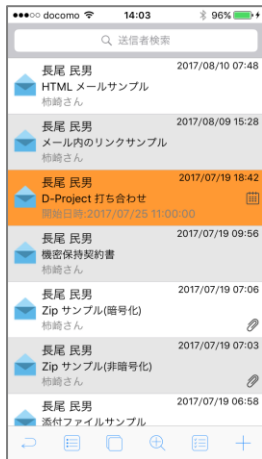 docomo 14:03 96%
送信者検索
長尾 民男 2017/08/10 07:48
HTML メールサンプル
柿崎さん
長尾 民男 2017/08/09 15:28
メール内のリンクサンプル
柿崎さん
長尾 民男 2017/07/19 18:42
D-Project 打ち合わせ
開始日時:2017/07/25 11:00:00
長尾 民男 2017/07/19 09:56
機密保持契約書
柿崎さん
長尾 民男 2017/07/19 07:06
Zip サンプル(暗号化)
柿崎さん
長尾 民男 2017/07/19 07:03
Zip サンプル(非暗号化)
柿崎さん
長尾 民男 2017/07/19 06:58
添付ファイルサンプル